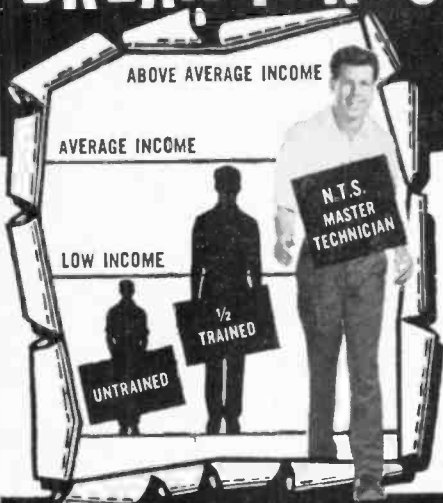 ABOVE AVERAGE INCOME
AVERAGE INCOME
LOW INCOME
N.T.S.
MASTER
TECHNICIAN
½
TRAINED
UNTRAINED